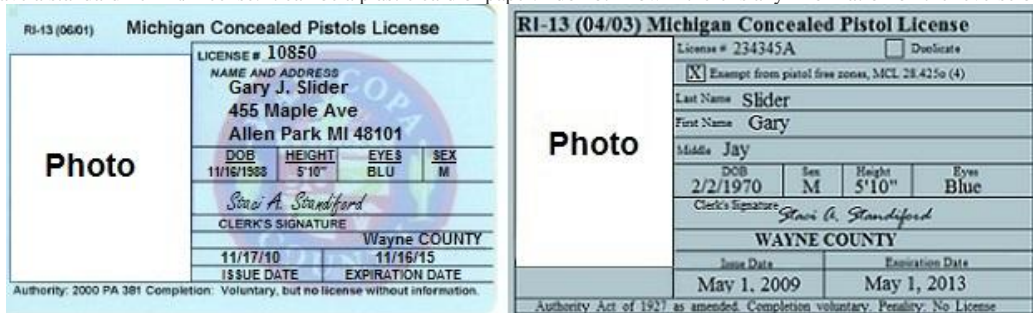 RI-13 (06/01) Michigan Concealed Pistols License
LICENSE # 10850
NAME AND ADDRESS
Gary J. Slider
455 Maple Ave
Allen Park MI 48101
Photo
DOB HEIGHT EYES SEX
11/16/1988 5'10" BLU M
Staci A. Standiford
CLERK'S SIGNATURE
Wayne COUNTY
11/17/10 11/16/15
ISSUE DATE EXPIRATION DATE
Authority: 2000 PA 381 Completion: Voluntary, but no license without information.
RI-13 (04/03) Michigan Concealed Pistol License
License # 234345A Duplicate
X Exempt from pistol free zones, MCL 28.425o (4)
Last Name Slider
First Name Gary
Photo
Middle Jay
DOB Sex Height Eyes
2/2/1970 M 5'10" Blue
Clerk's Signature Staci A. Standiford
WAYNE COUNTY
Issue Date Expiration Date
May 1, 2009 May 1, 2013
Authority Act of 1927 as amended. Completion voluntary. Penality: No License